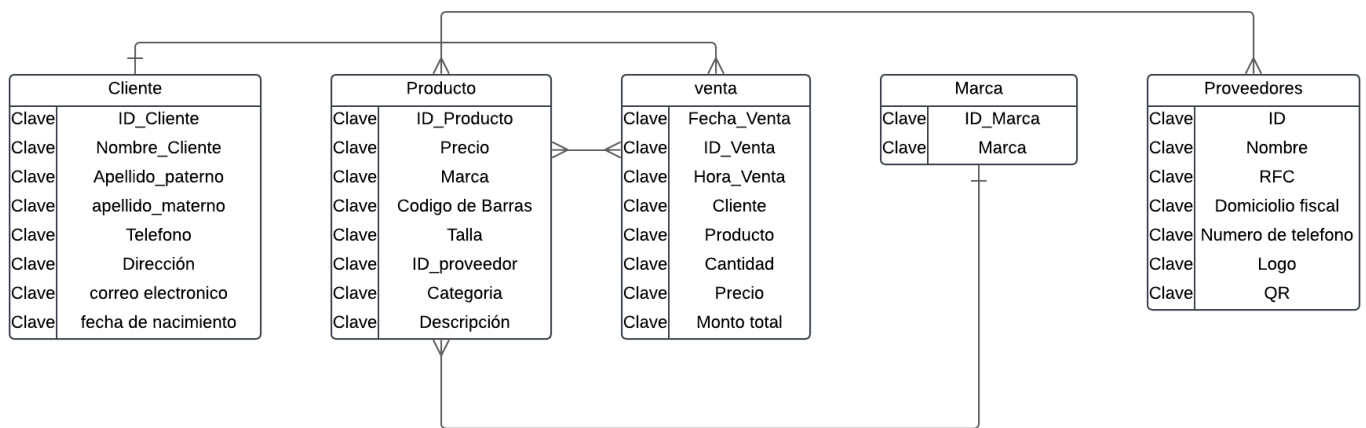 Cliente
Clave ID_Cliente
Clave Nombre_Cliente
Clave Apellido_paterno
Clave apellido_materno
Clave Telefono
Clave Dirección
Clave correo electronico
Clave fecha de nacimiento
Producto
Clave ID_Producto
Clave Precio
Clave Marca
Clave Codigo de Barras
Clave Talla
Clave ID_proveedor
Clave Categoria
Clave Descripción
venta
Clave Fecha_Venta
Clave ID_Venta
Clave Hora_Venta
Clave Cliente
Clave Producto
Clave Cantidad
Clave Precio
Clave Monto total
Marca
Clave ID_Marca
Clave Marca
Proveedores
Clave ID
Clave Nombre
Clave RFC
Clave Domiciolio fiscal
Clave Numero de telefono
Clave Logo
Clave QR